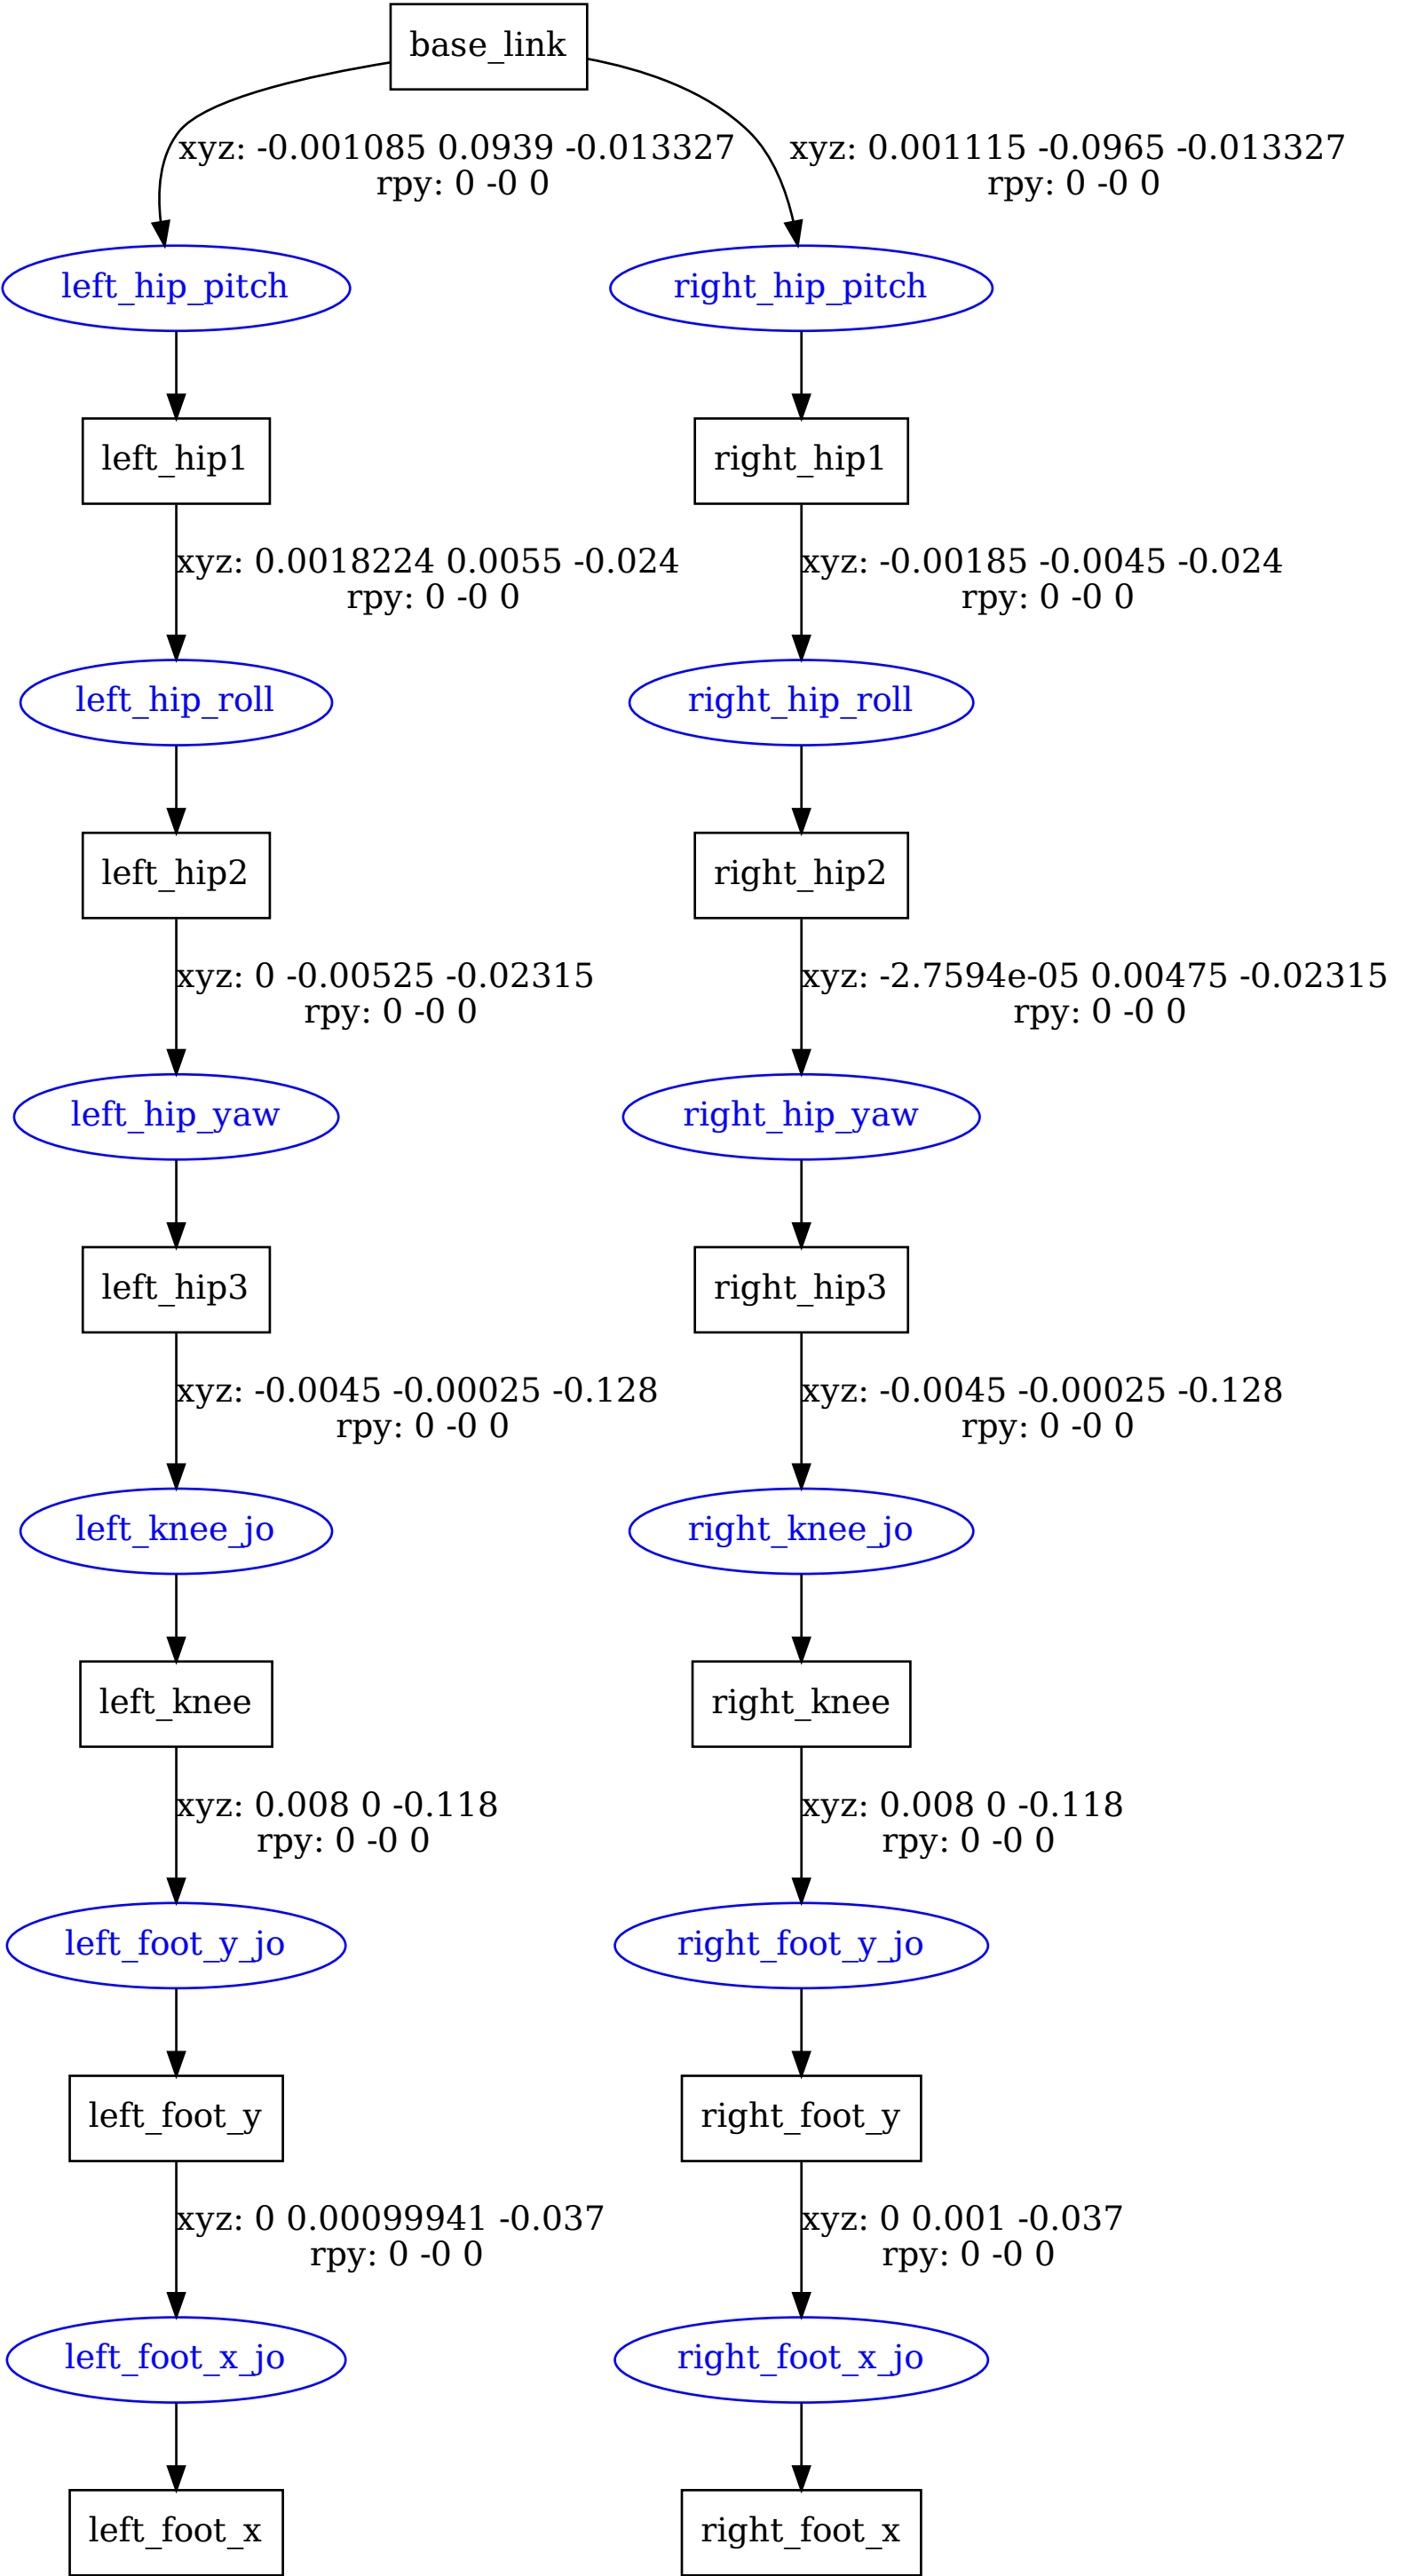 base_link
xyz: -0.001085 0.0939 -0.013327
rpy: 0 -0 0
xyz: 0.001115 -0.0965 -0.013327
rpy: 0 -0 0
left_hip_pitch
right_hip_pitch
left_hip1
right_hip1
xyz: 0.0018224 0.0055 -0.024
rpy: 0 -0 0
xyz: -0.00185 -0.0045 -0.024
rpy: 0 -0 0
left_hip_roll
right_hip_roll
left_hip2
right_hip2
xyz: 0 -0.00525 -0.02315
rpy: 0 -0 0
xyz: -2.7594e-05 0.00475 -0.02315
rpy: 0 -0 0
left_hip_yaw
right_hip_yaw
left_hip3
right_hip3
xyz: -0.0045 -0.00025 -0.128
rpy: 0 -0 0
xyz: -0.0045 -0.00025 -0.128
rpy: 0 -0 0
left_knee_jo
right_knee_jo
left_knee
right_knee
xyz: 0.008 0 -0.118
rpy: 0 -0 0
xyz: 0.008 0 -0.118
rpy: 0 -0 0
left_foot_y_jo
right_foot_y_jo
left_foot_y
right_foot_y
xyz: 0 0.00099941 -0.037
rpy: 0 -0 0
xyz: 0 0.001 -0.037
rpy: 0 -0 0
left_foot_x_jo
right_foot_x_jo
left_foot_x
right_foot_x